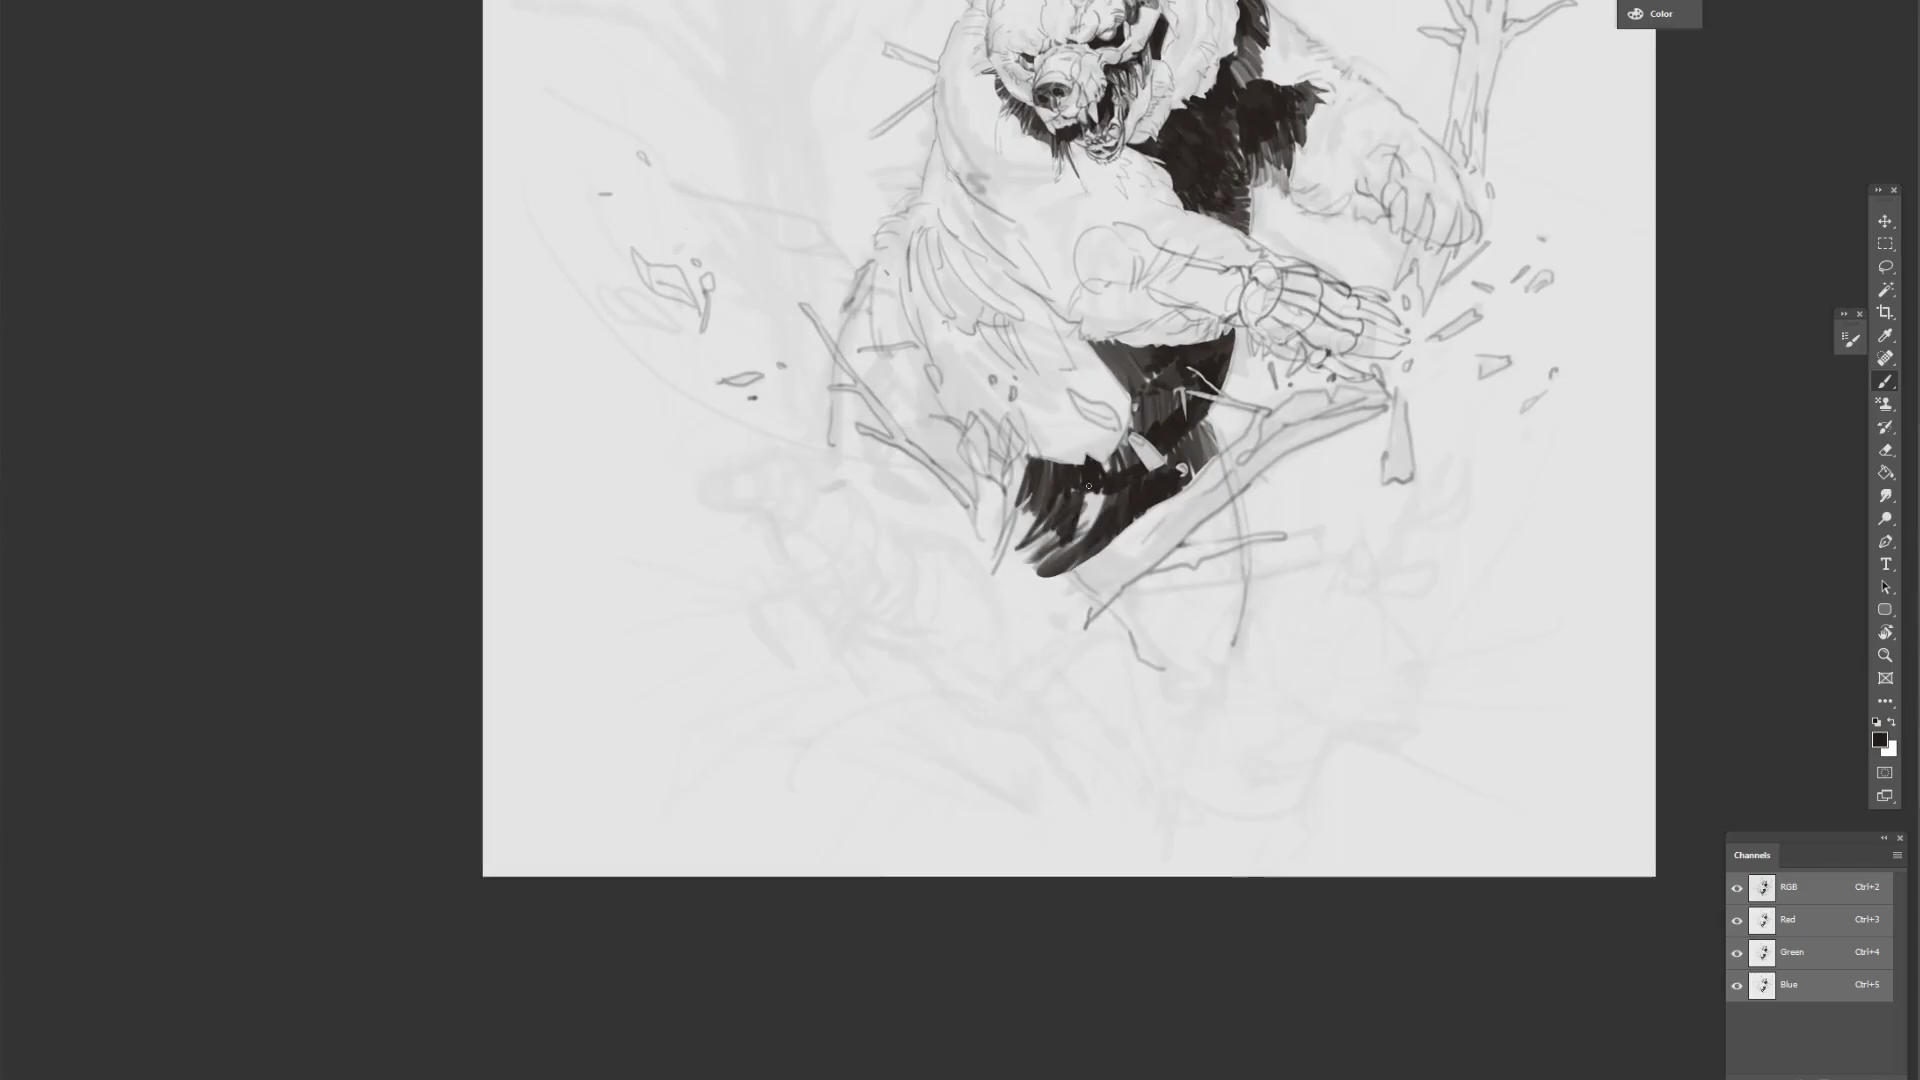 Color
Channels
RGB Ctrl+2
Red Ctrl+3
Green Ctrl+4
Blue Ctrl+5